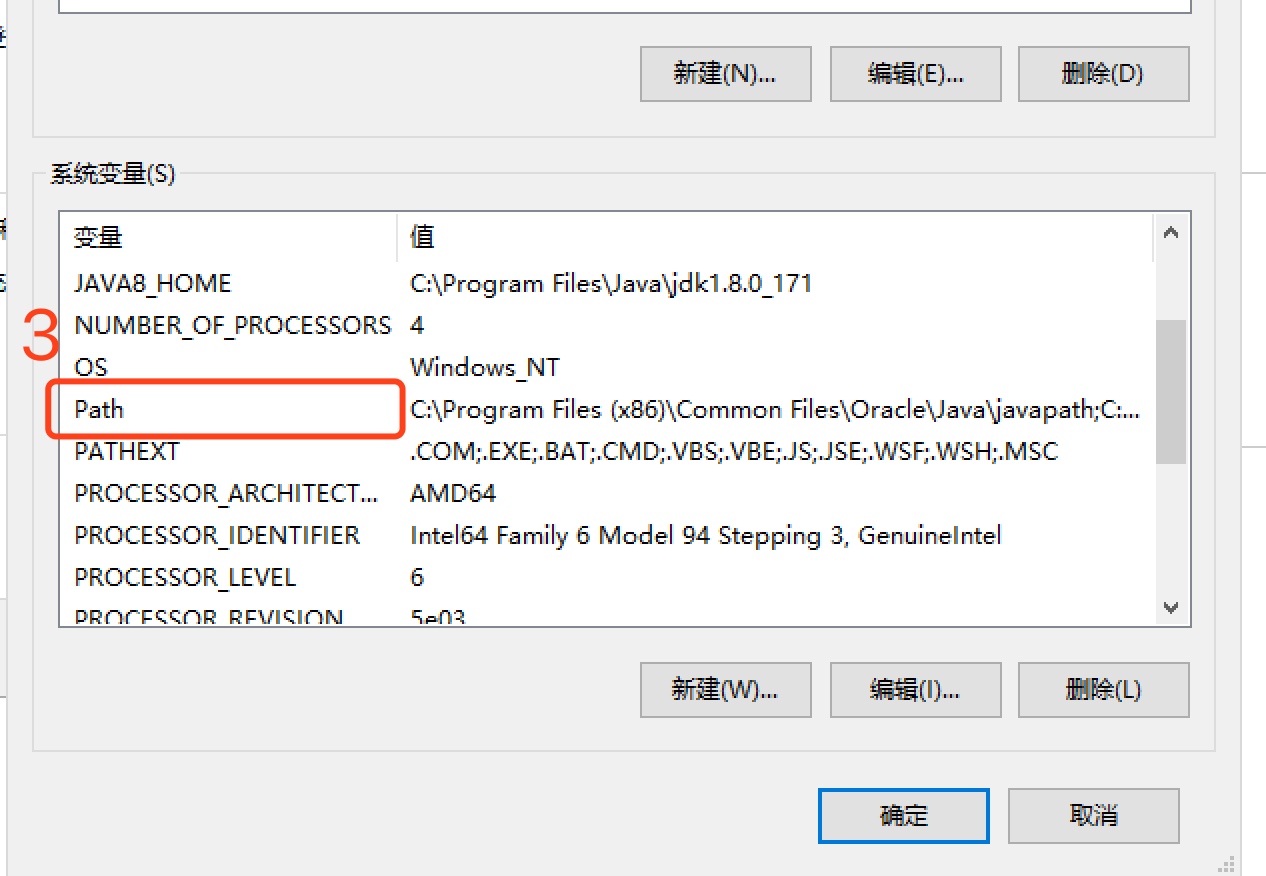 新建(N)...
编辑(E)...
删除(D)
系统变量(S)
变量
值
JAVA8_HOME C:\Program Files\Java\jdk1.8.0_171
NUMBER_OF_PROCESSORS 4
3
OS Windows_NT
Path C:\Program Files (x86)\Common Files\Oracle\Java\javapath;C:...
PATHEXT .COM;.EXE;.BAT;.CMD;.VBS;.VBE;.JS;.JSE;.WSF;.WSH;.MSC
PROCESSOR_ARCHITECT... AMD64
PROCESSOR_IDENTIFIER Intel64 Family 6 Model 94 Stepping 3, GenuineIntel
PROCESSOR_LEVEL 6
PROCESSOR_REVISION 5e03
新建(W)...
编辑(I)...
删除(L)
确定
取消